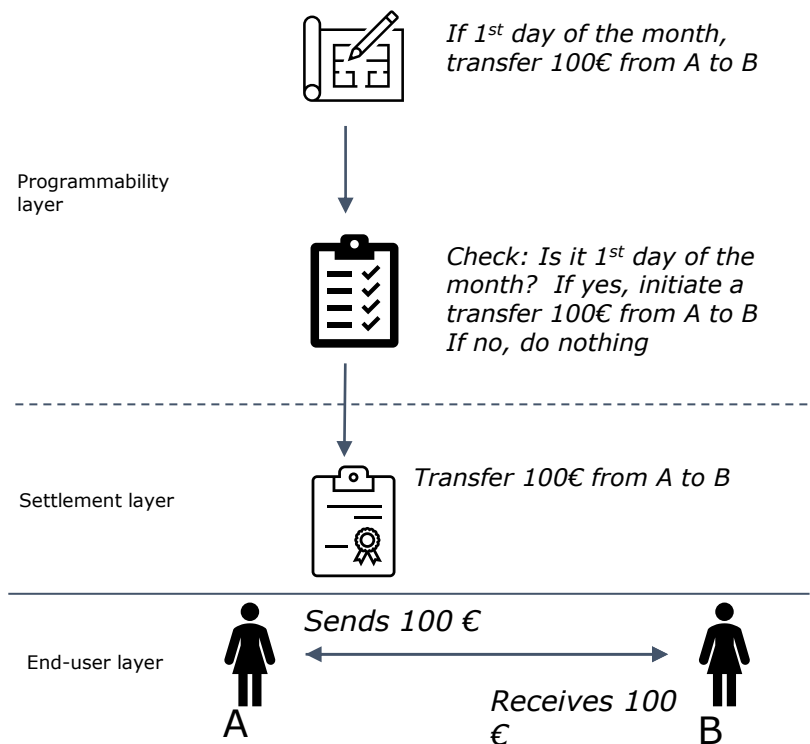 If 1st day of the month,
transfer 100€ from A to B
Programmability
layer
Check: Is it 1st day of the
month?  If yes, initiate a
transfer 100€ from A to B
If no, do nothing
Transfer 100€ from A to B
Settlement layer
Sends 100 €
End-user layer
Receives 100
€
A
B